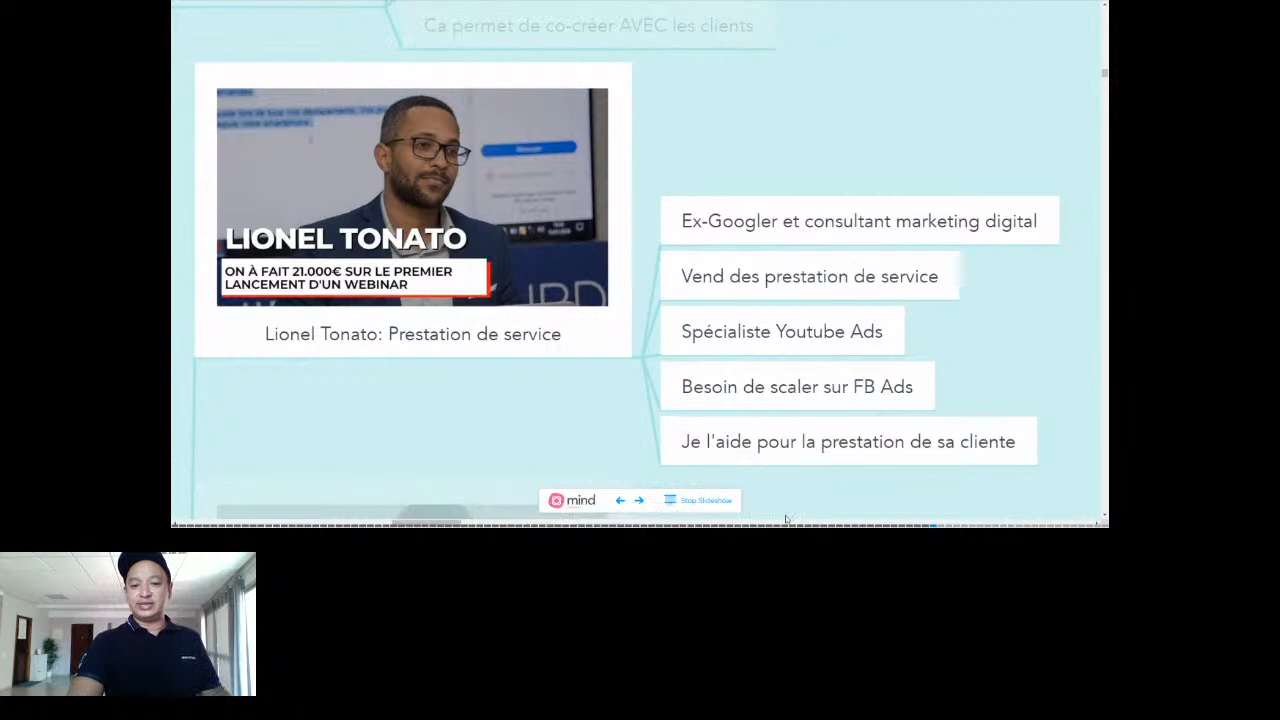 Ca permet de co-créer AVEC les clients
LIONEL TONATO
ON À FAIT 21.000€ SUR LE PREMIER
LANCEMENT D'UN WEBINAR
Lionel Tonato: Prestation de service
Ex-Googler et consultant marketing digital
Vend des prestation de service
Spécialiste Youtube Ads
Besoin de scaler sur FB Ads
Je l'aide pour la prestation de sa cliente
mind
Stop Slideshow